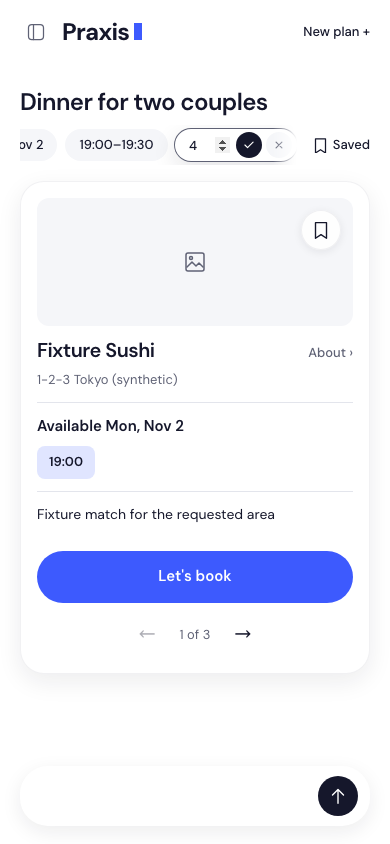 Praxis
New plan +
Dinner for two couples
ov 2
19:00–19:30
4
Saved
Fixture Sushi
About ›
1-2-3 Tokyo (synthetic)
Available Mon, Nov 2
19:00
Fixture match for the requested area
Let's book
← 1 of 3 →